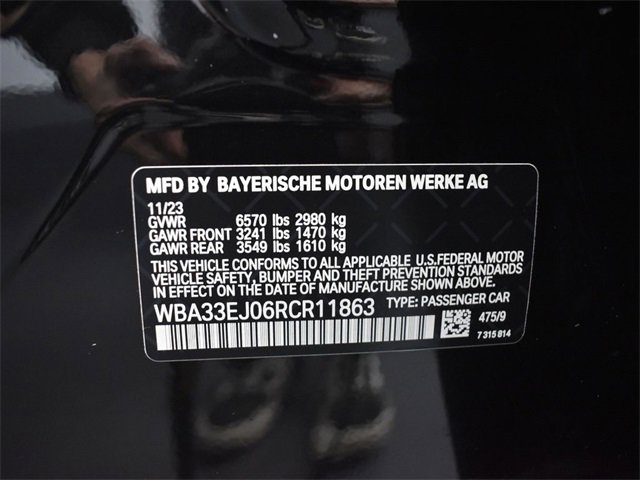 MFD BY BAYERISCHE MOTOREN WERKE AG
11/23
GVWR 6570 lbs 2980 kg
GAWR FRONT 3241 lbs 1470 kg
GAWR REAR 3549 lbs 1610 kg
THIS VEHICLE CONFORMS TO ALL APPLICABLE U.S.FEDERAL MOTOR
VEHICLE SAFETY, BUMPER AND THEFT PREVENTION STANDARDS
IN EFFECT ON THE DATE OF MANUFACTURE SHOWN ABOVE.
WBA33EJ06RCR11863 TYPE: PASSENGER CAR
475/9
7 315 814